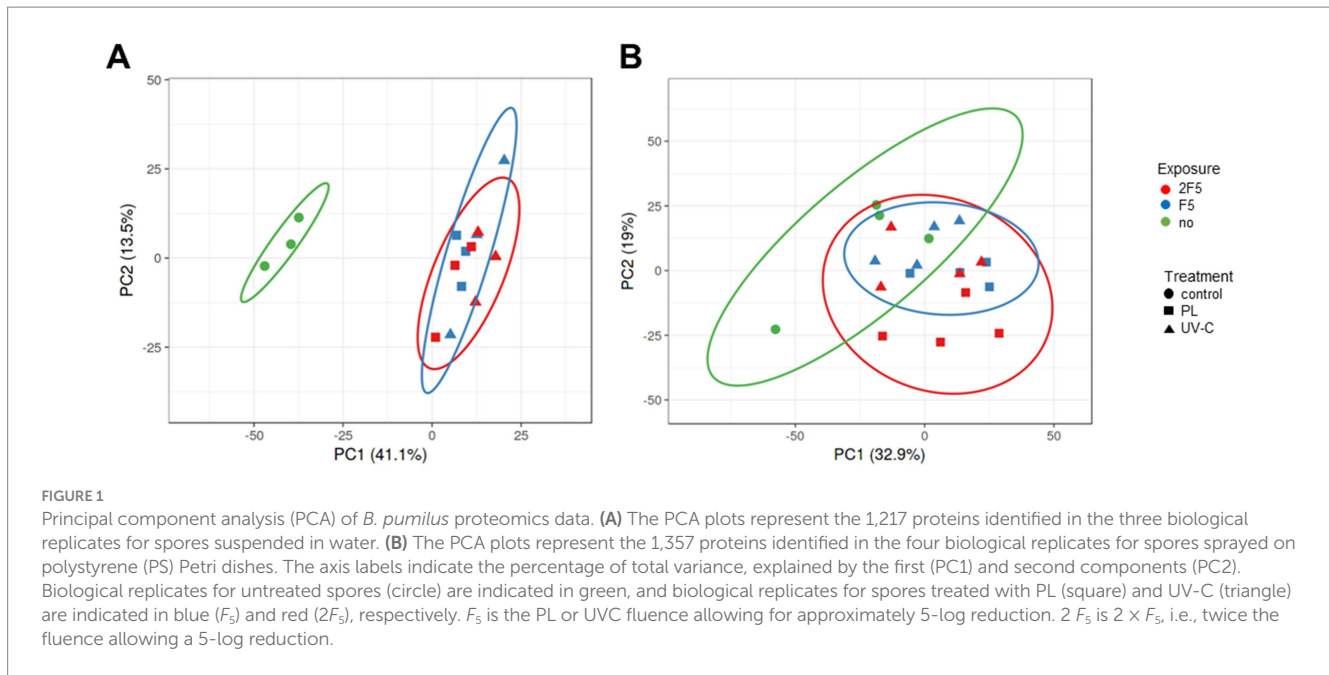 A
B
50
25
0
-25
PC2 (13.5%)
-50
-25
0
25
PC1 (41.1%)
50
25
0
-25
-50
PC2 (19%)
-50
0
50
PC1 (32.9%)
Exposure
2F5
F5
no
Treatment
control
PL
UV-C
FIGURE 1
Principal component analysis (PCA) of B. pumilus proteomics data. (A) The PCA plots represent the 1,217 proteins identified in the three biological
replicates for spores suspended in water. (B) The PCA plots represent the 1,357 proteins identified in the four biological replicates for spores sprayed on
polystyrene (PS) Petri dishes. The axis labels indicate the percentage of total variance, explained by the first (PC1) and second components (PC2).
Biological replicates for untreated spores (circle) are indicated in green, and biological replicates for spores treated with PL (square) and UV-C (triangle)
are indicated in blue (F₅) and red (2F₅), respectively. F₅ is the PL or UVC fluence allowing for approximately 5-log reduction. 2 F₅ is 2 × F₅, i.e., twice the
fluence allowing a 5-log reduction.